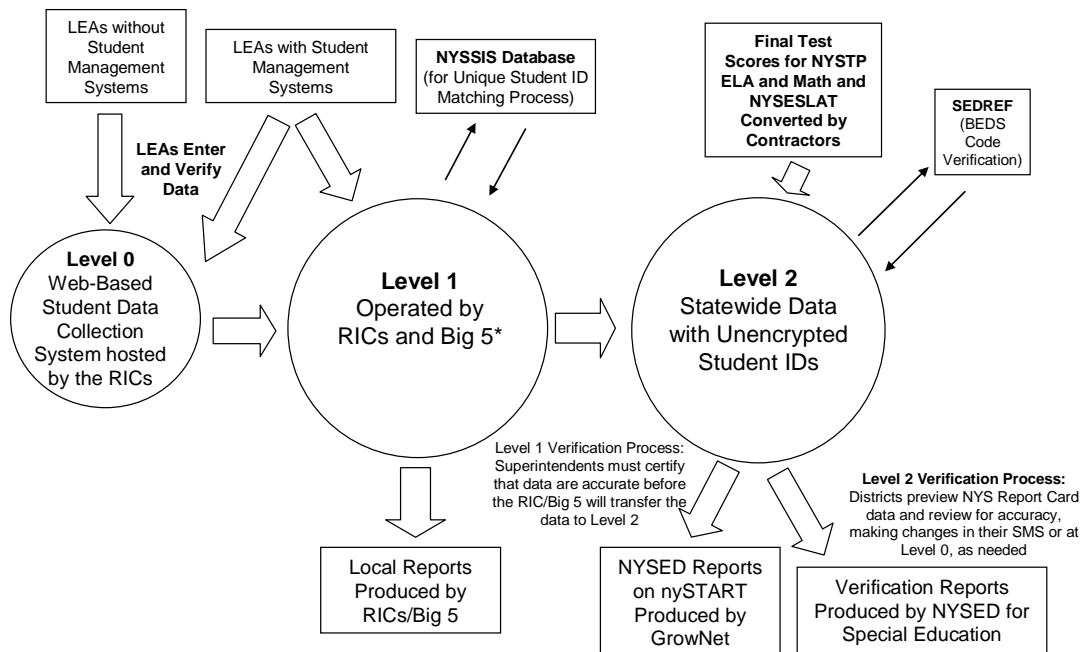 LEAs without
Student
Management
Systems
LEAs with Student
Management
Systems
NYSSIS Database
(for Unique Student ID
Matching Process)
Final Test
Scores for NYSTP
ELA and Math and
NYSESLAT
Converted by
Contractors
SEDREF
(BEDS
Code
Verification)
LEAs Enter
and Verify
Data
Level 0
Web-Based
Student Data
Collection
System hosted
by the RICs
Level 1
Operated by
RICs and Big 5*
Level 2
Statewide Data
with Unencrypted
Student IDs
Level 1 Verification Process:
Superintendents must certify
that data are accurate before
the RIC/Big 5 will transfer the
data to Level 2
Level 2 Verification Process:
Districts preview NYS Report Card
data and review for accuracy,
making changes in their SMS or at
Level 0, as needed
Local Reports
Produced by
RICs/Big 5
NYSED Reports
on nySTART
Produced by
GrowNet
Verification Reports
Produced by NYSED for
Special Education